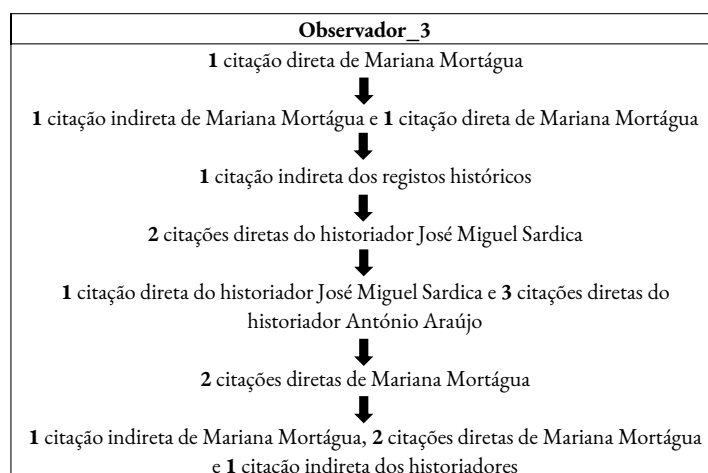 Observador_3
1 citação direta de Mariana Mortágua
1 citação indireta de Mariana Mortágua e 1 citação direta de Mariana Mortágua
1 citação indireta dos registos históricos
2 citações diretas do historiador José Miguel Sardica
1 citação direta do historiador José Miguel Sardica e 3 citações diretas do
historiador António Araújo
2 citações diretas de Mariana Mortágua
1 citação indireta de Mariana Mortágua, 2 citações diretas de Mariana Mortágua
e 1 citação indireta dos historiadores